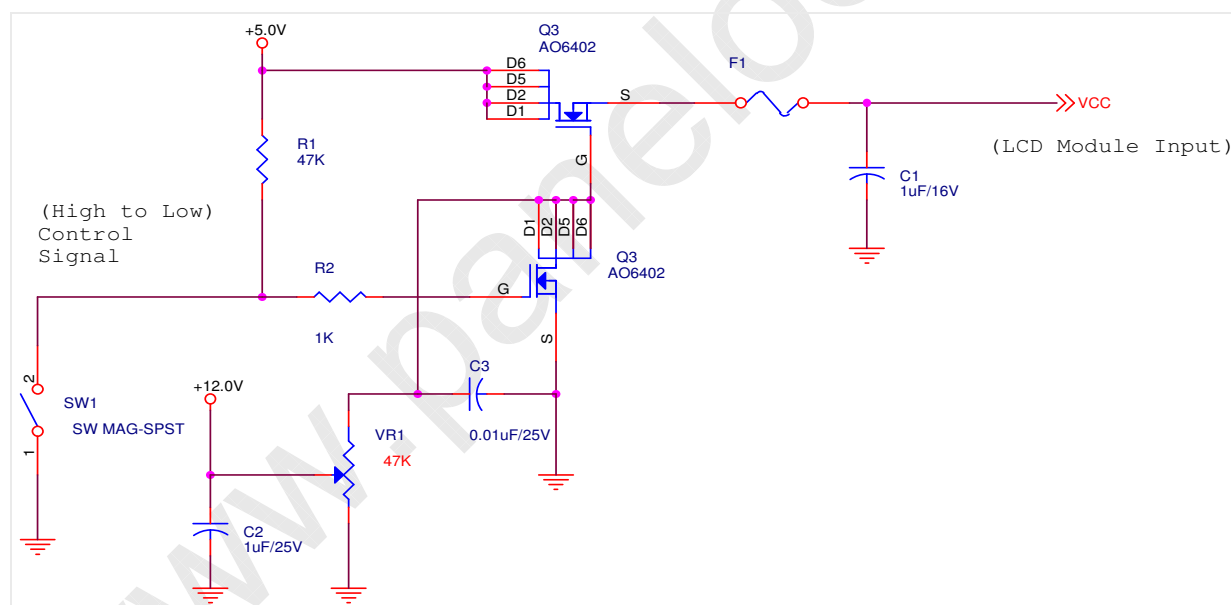 +5.0V
Q3
AO6402
D6
D5
D2
D1
S
G
F1
VCC
(LCD Module Input)
R1
47K
C1
1uF/16V
(High to Low)
Control
Signal
D1
D2
D5
D6
Q3
AO6402
R2
1K
G
S
2
SW1
SW MAG-SPST
1
+12.0V
C3
0.01uF/25V
VR1
47K
C2
1uF/25V